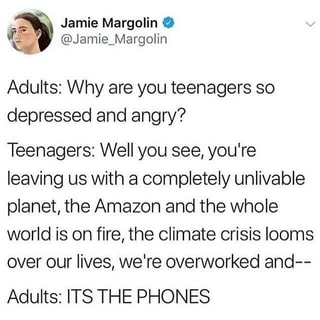 Jamie Margolin
@Jamie_Margolin
Adults: Why are you teenagers so
depressed and angry?
Teenagers: Well you see, you're
leaving us with a completely unlivable
planet, the Amazon and the whole
world is on fire, the climate crisis looms
over our lives, we're overworked and--
Adults: ITS THE PHONES